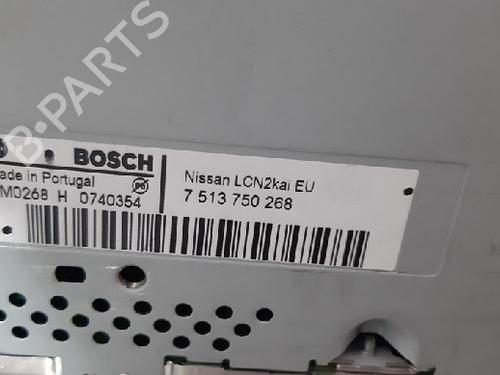 B-PARTS
BOSCH
Nissan LCN2kai EU
ade in Portugal
7 513 750 268
M0268 H 0740354